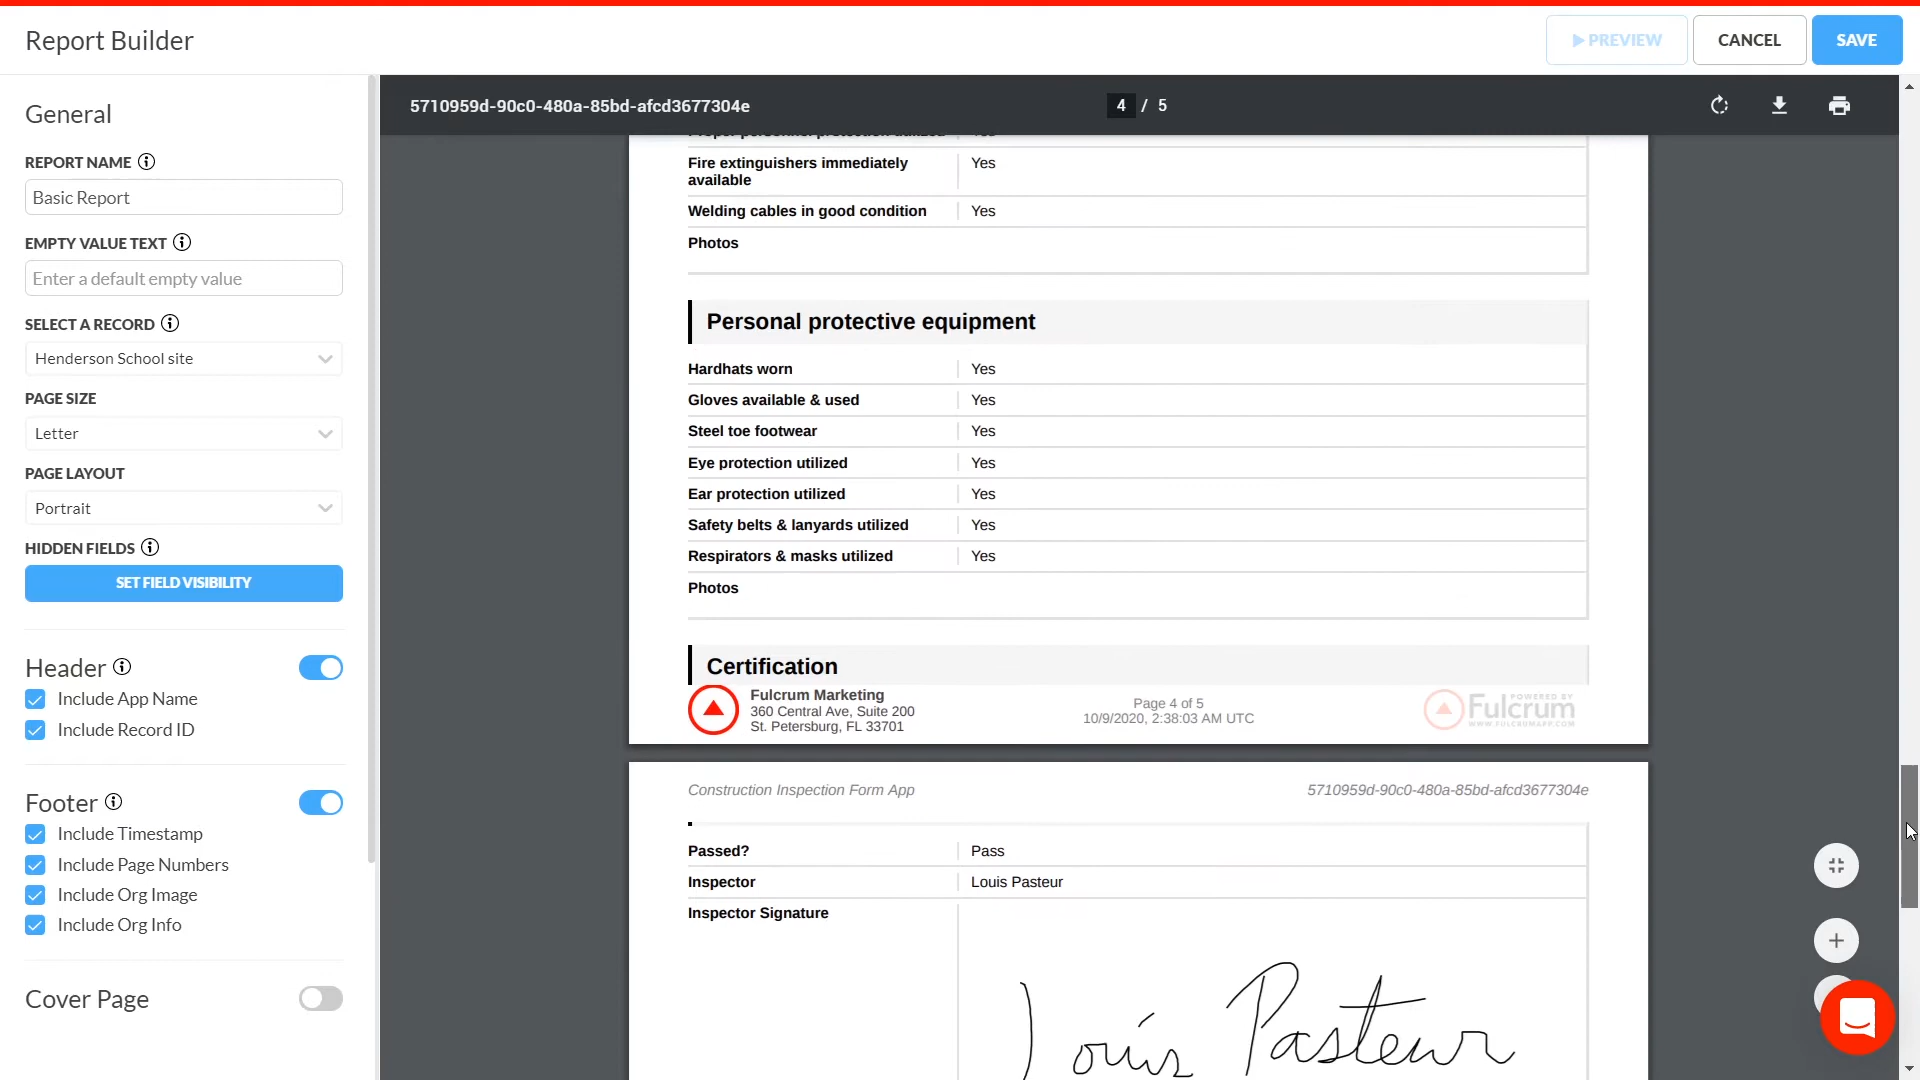 Report Builder
PREVIEW
CANCEL
SAVE
General
REPORT NAME
Basic Report
EMPTY VALUE TEXT
Enter a default empty value
SELECT A RECORD
Henderson School site
PAGE SIZE
Letter
PAGE LAYOUT
Portrait
HIDDEN FIELDS
SET FIELD VISIBILITY
Header
Include App Name
Include Record ID
Footer
Include Timestamp
Include Page Numbers
Include Org Image
Include Org Info
Cover Page
5710959d-90c0-480a-85bd-afcd3677304e
4 / 5
Fire extinguishers immediately
available
Yes
Welding cables in good condition Yes
Photos
Personal protective equipment
Hardhats worn Yes
Gloves available & used Yes
Steel toe footwear Yes
Eye protection utilized Yes
Ear protection utilized Yes
Safety belts & lanyards utilized Yes
Respirators & masks utilized Yes
Photos
Certification
Fulcrum Marketing
360 Central Ave, Suite 200
St. Petersburg, FL 33701
Page 4 of 5
10/9/2020, 2:38:03 AM UTC
POWERED BY
Fulcrum
WWW.FULCRUMAPP.COM
Construction Inspection Form App 5710959d-90c0-480a-85bd-afcd3677304e
Passed? Pass
Inspector Louis Pasteur
Inspector Signature
Louis Pasteur